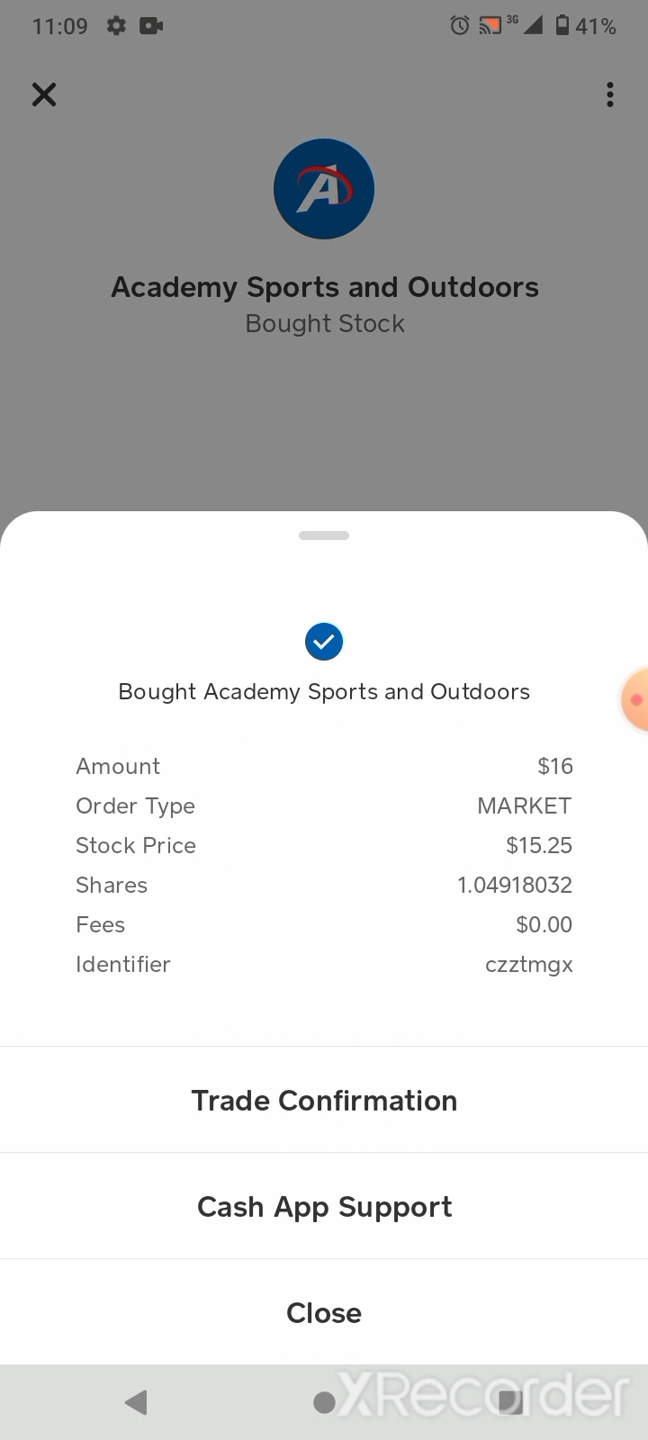 11:09 3G 41%
Academy Sports and Outdoors
Bought Stock
Bought Academy Sports and Outdoors
Amount $16
Order Type MARKET
Stock Price $15.25
Shares 1.04918032
Fees $0.00
Identifier czztmgx
Trade Confirmation
Cash App Support
Close
XRecorder